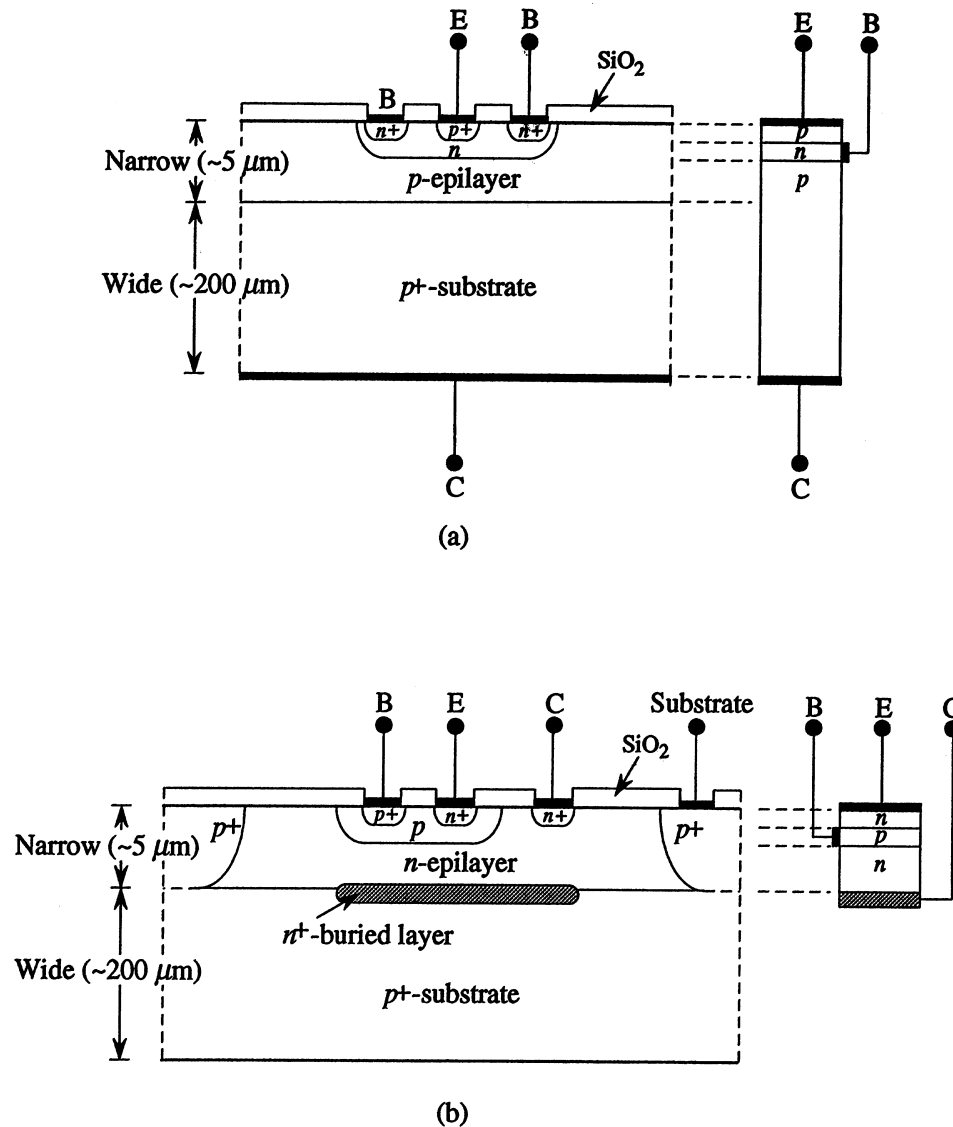 E B
SiO2
B
n+ p+ n+
n
Narrow (~5 μm)
p-epilayer
Wide (~200 μm)
p+-substrate
C
E B
p
n
p
C
(a)
B E C Substrate
SiO2
p+ p+ p n+ n+ p+
Narrow (~5 μm)
n-epilayer
n+-buried layer
Wide (~200 μm)
p+-substrate
B E C
n
p
n
(b)